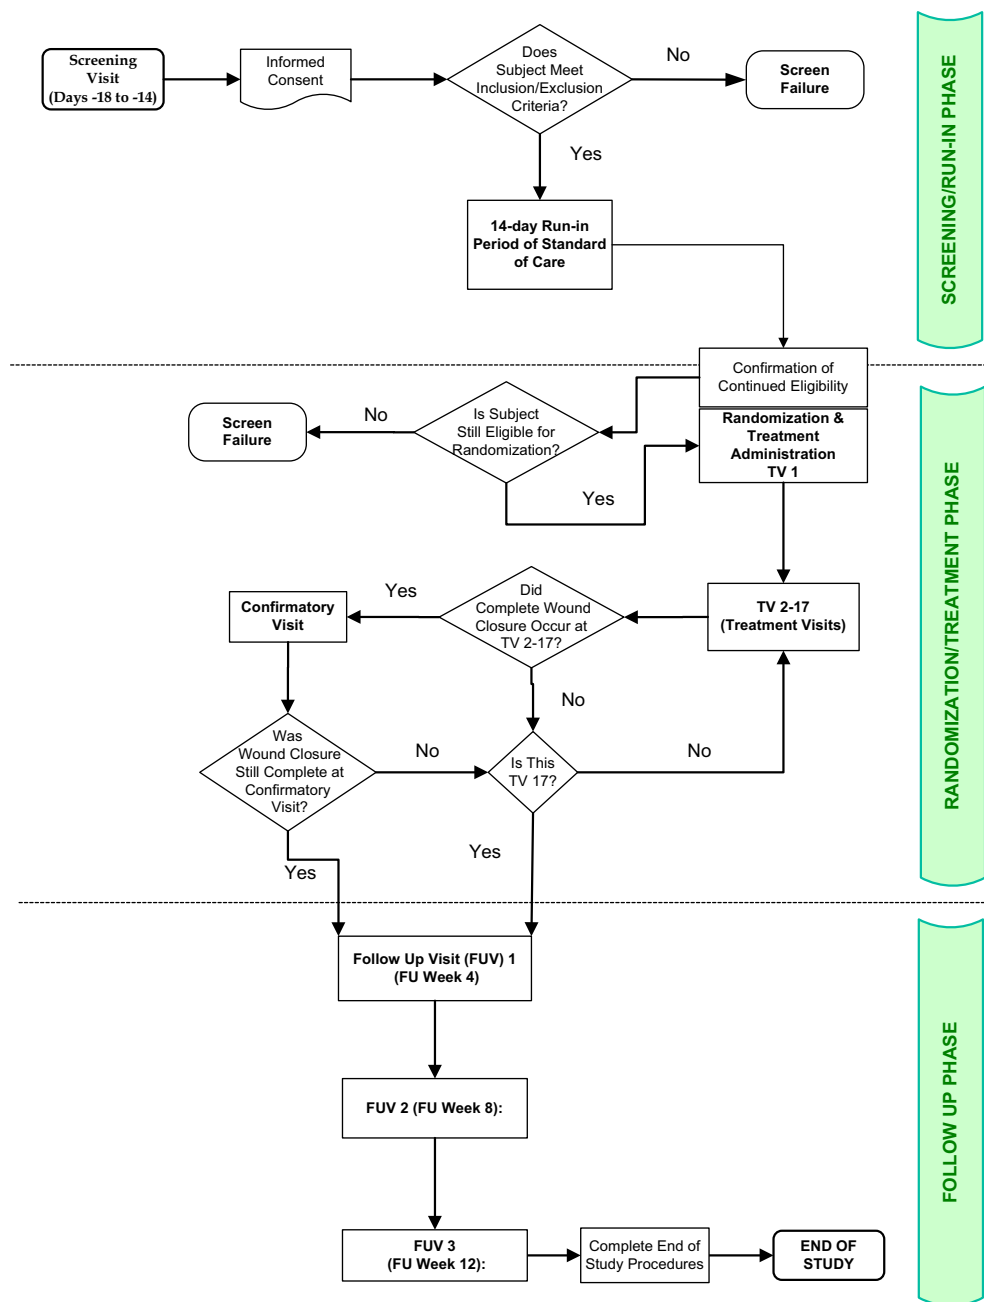 Screening
Visit
(Days -18 to -14)
Informed
Consent
Does
Subject Meet
Inclusion/Exclusion
Criteria?
No
Screen
Failure
Yes
14-day Run-in
Period of Standard
of Care
SCREENING/RUN-IN PHASE
Confirmation of
Continued Eligibility
Is Subject
Still Eligible for
Randomization?
No
Screen
Failure
Yes
Randomization &
Treatment
Administration
TV 1
TV 2-17
(Treatment Visits)
Did
Complete Wound
Closure Occur at
TV 2-17?
Yes
Confirmatory
Visit
No
Was
Wound Closure
Still Complete at
Confirmatory
Visit?
No
Is This
TV 17?
No
Yes
Yes
RANDOMIZATION/TREATMENT PHASE
Follow Up Visit (FUV) 1
(FU Week 4)
FUV 2 (FU Week 8):
FUV 3
(FU Week 12):
Complete End of
Study Procedures
END OF
STUDY
FOLLOW UP PHASE